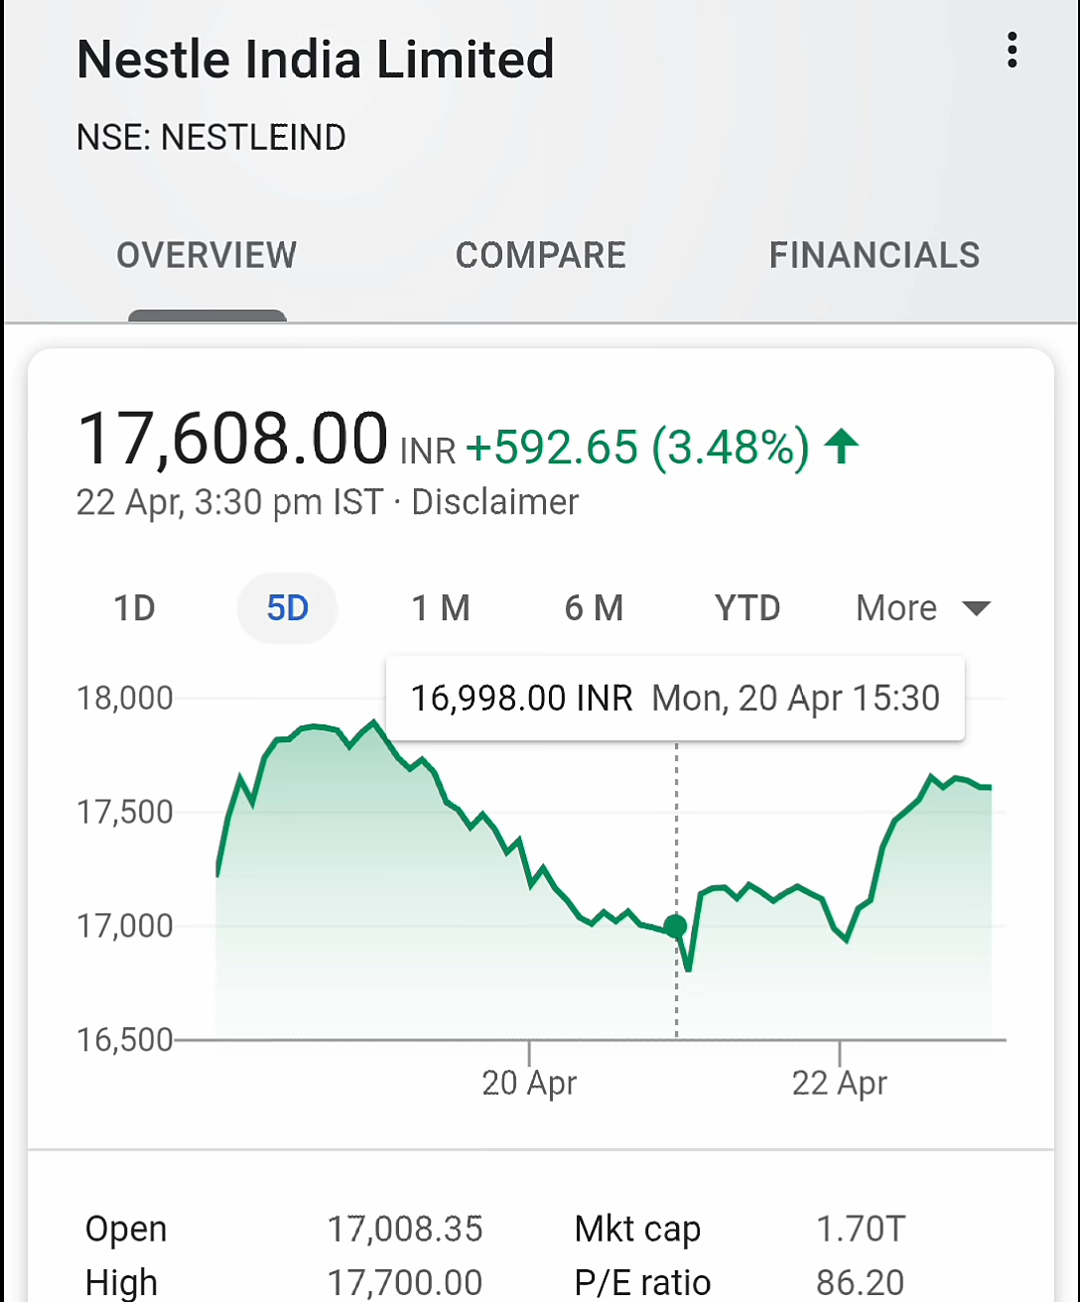 Nestle India Limited
NSE: NESTLEIND
OVERVIEW COMPARE FINANCIALS
17,608.00 INR +592.65 (3.48%)
22 Apr, 3:30 pm IST · Disclaimer
1D 5D 1 M 6 M YTD More
16,998.00 INR Mon, 20 Apr 15:30
18,000
17,500
17,000
16,500
20 Apr 22 Apr
Open 17,008.35 Mkt cap 1.70T
High 17,700.00 P/E ratio 86.20